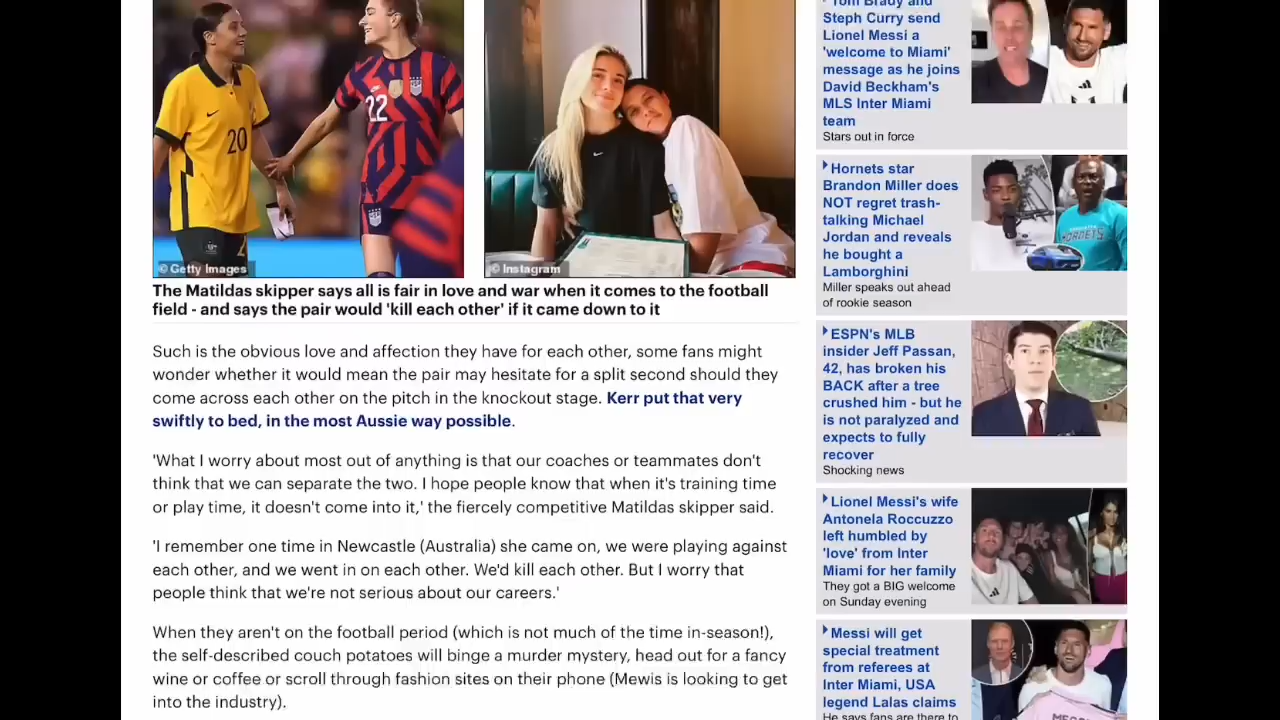 20
22
© Getty Images
© Instagram
The Matildas skipper says all is fair in love and war when it comes to the football
field - and says the pair would 'kill each other' if it came down to it
Such is the obvious love and affection they have for each other, some fans might
wonder whether it would mean the pair may hesitate for a split second should they
come across each other on the pitch in the knockout stage. Kerr put that very
swiftly to bed, in the most Aussie way possible.
'What I worry about most out of anything is that our coaches or teammates don't
think that we can separate the two. I hope people know that when it's training time
or play time, it doesn't come into it,' the fiercely competitive Matildas skipper said.
'I remember one time in Newcastle (Australia) she came on, we were playing against
each other, and we went in on each other. We'd kill each other. But I worry that
people think that we're not serious about our careers.'
When they aren't on the football period (which is not much of the time in-season!),
the self-described couch potatoes will binge a murder mystery, head out for a fancy
wine or coffee or scroll through fashion sites on their phone (Mewis is looking to get
into the industry).
Tom Brady and
Steph Curry send
Lionel Messi a
'welcome to Miami'
message as he joins
David Beckham's
MLS Inter Miami
team
Stars out in force
Hornets star
Brandon Miller does
NOT regret trash-
talking Michael
Jordan and reveals
he bought a
Lamborghini
Miller speaks out ahead
of rookie season
HORNETS
ESPN's MLB
insider Jeff Passan,
42, has broken his
BACK after a tree
crushed him - but he
is not paralyzed and
expects to fully
recover
Shocking news
Lionel Messi's wife
Antonela Roccuzzo
left humbled by
'love' from Inter
Miami for her family
They got a BIG welcome
on Sunday evening
Messi will get
special treatment
from referees at
Inter Miami, USA
legend Lalas claims
He says fans are there to